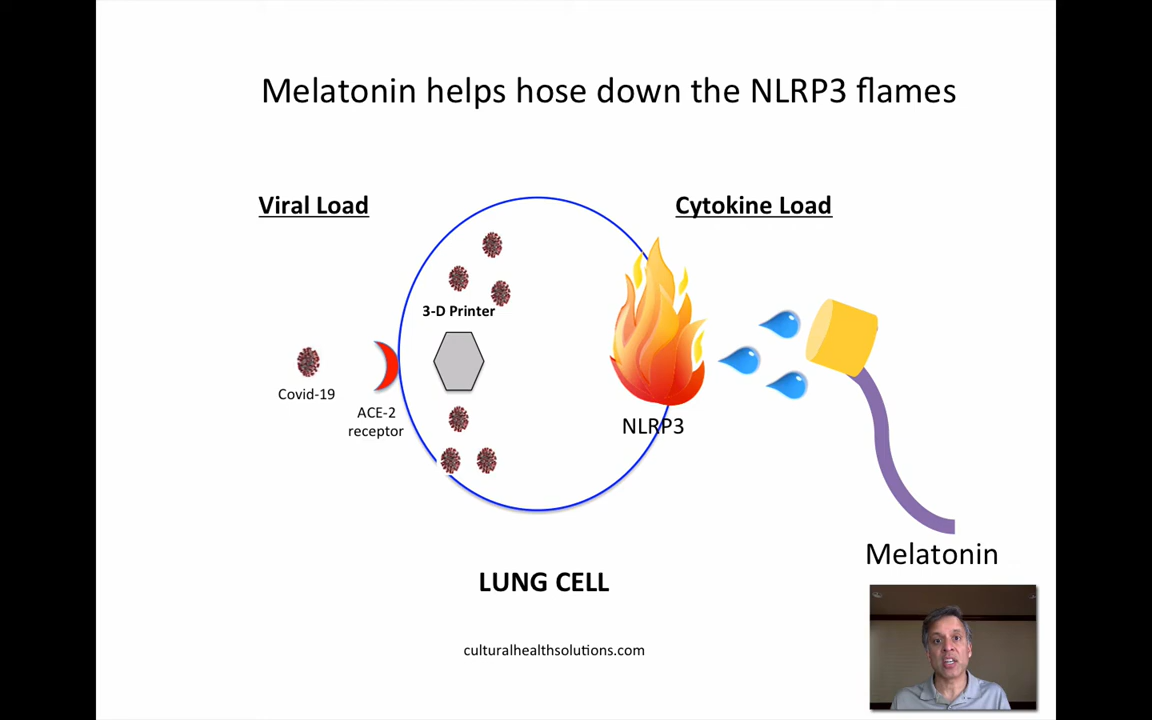 Melatonin helps hose down the NLRP3 flames
Viral Load
Cytokine Load
3-D Printer
Covid-19
ACE-2
receptor
NLRP3
Melatonin
LUNG CELL
culturalhealthsolutions.com